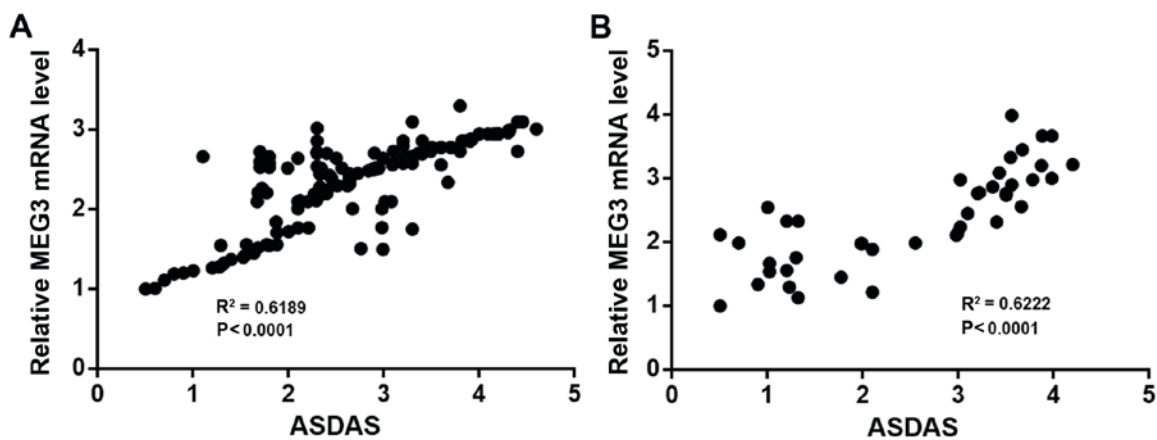 A
Relative MEG3 mRNA level
4
3
2
1
0
R² = 0.6189
P<0.0001
0 1 2 3 4 5
ASDAS
B
Relative MEG3 mRNA level
5
4
3
2
1
0
R² = 0.6222
P<0.0001
0 1 2 3 4 5
ASDAS